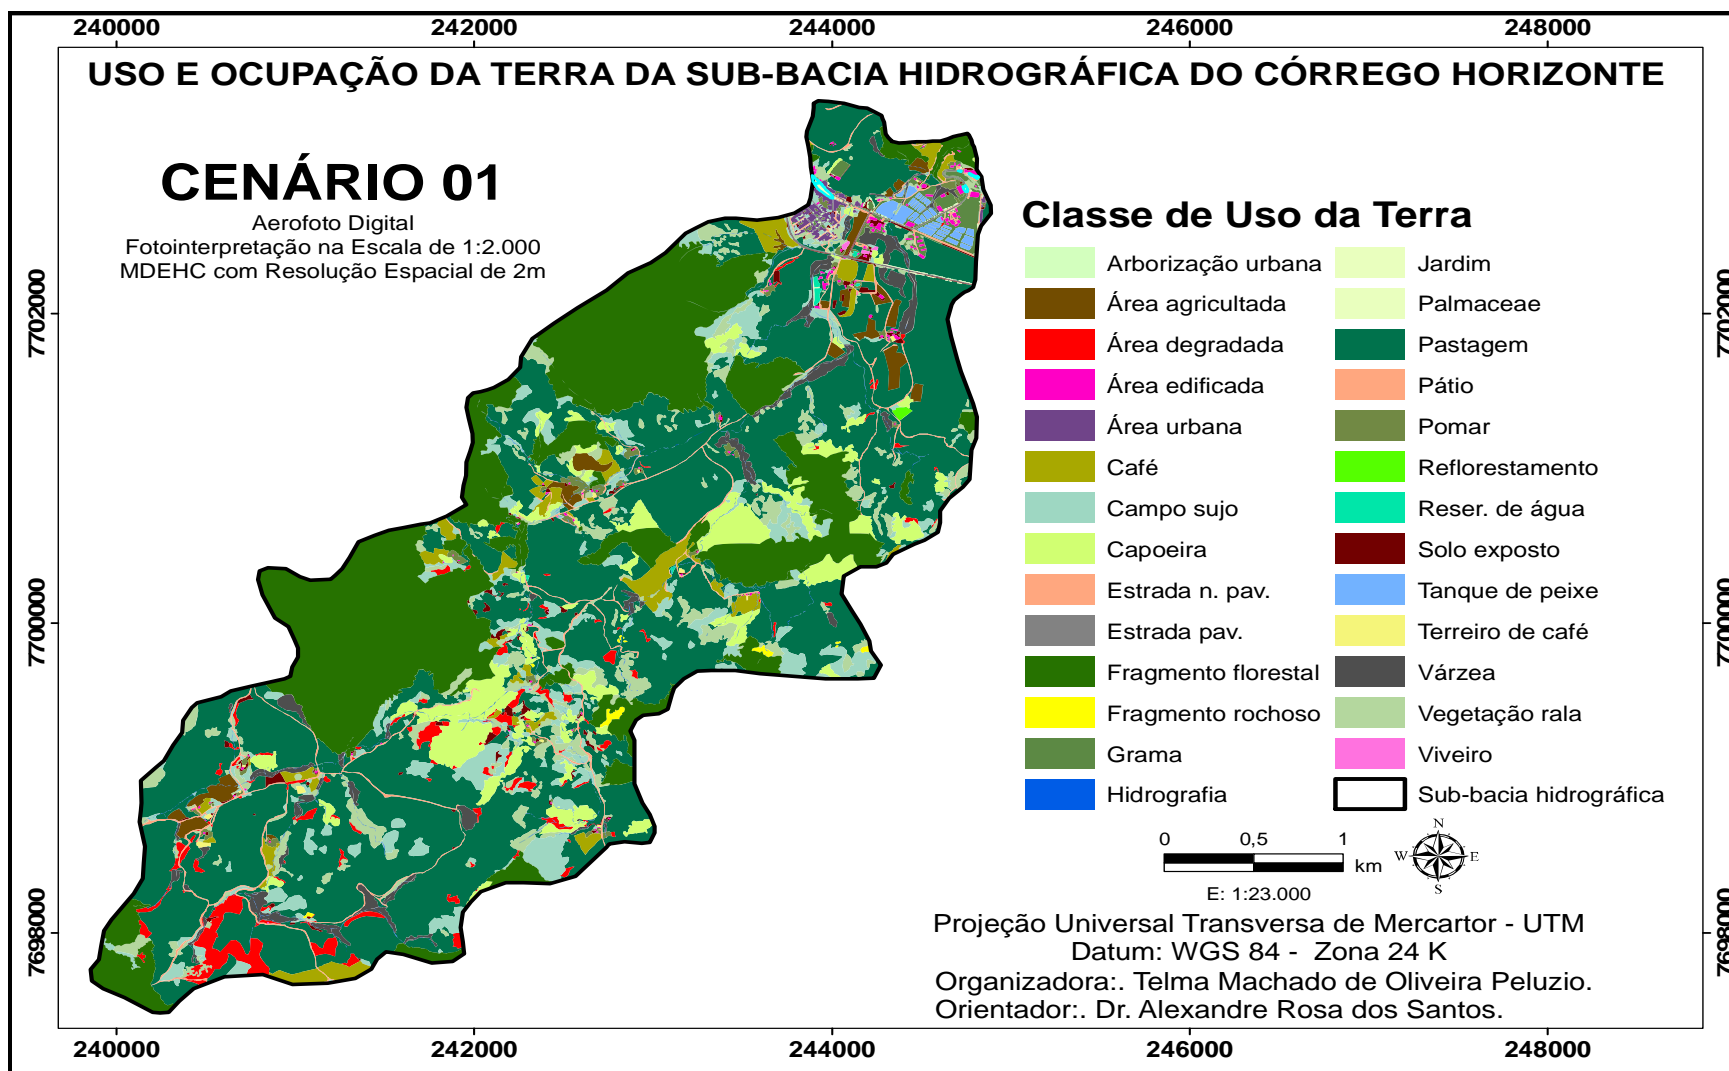 240000 242000 244000 246000 248000
USO E OCUPAÇÃO DA TERRA DA SUB-BACIA HIDROGRÁFICA DO CÓRREGO HORIZONTE
CENÁRIO 01
Aerofoto Digital
Fotointerpretação na Escala de 1:2.000
MDEHC com Resolução Espacial de 2m
7702000
7700000
7698000
Classe de Uso da Terra
Arborização urbana
Área agricultada
Área degradada
Área edificada
Área urbana
Café
Campo sujo
Capoeira
Estrada n. pav.
Estrada pav.
Fragmento florestal
Fragmento rochoso
Grama
Hidrografia
Jardim
Palmaceae
Pastagem
Pátio
Pomar
Reflorestamento
Reser. de água
Solo exposto
Tanque de peixe
Terreiro de café
Várzea
Vegetação rala
Viveiro
Sub-bacia hidrográfica
7702000
7700000
7698000
0 0,5 1
km
N
W E
S
E: 1:23.000
Projeção Universal Transversa de Mercartor - UTM
Datum: WGS 84 - Zona 24 K
Organizadora:. Telma Machado de Oliveira Peluzio.
Orientador:. Dr. Alexandre Rosa dos Santos.
240000 242000 244000 246000 248000